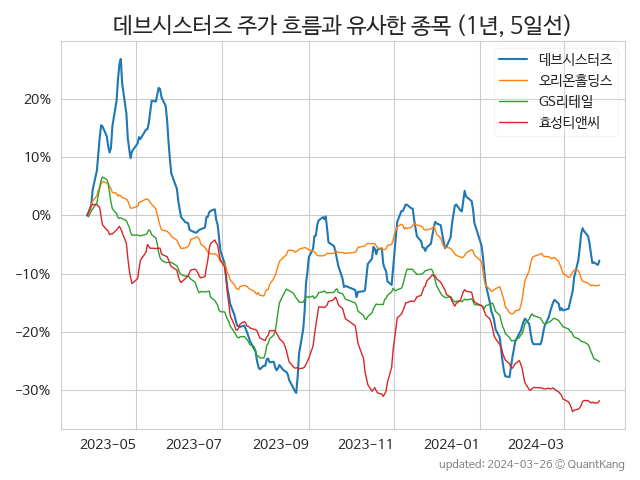 데브시스터즈 주가 흐름과 유사한 종목 (1년, 5일선)
데브시스터즈
오리온홀딩스
GS리테일
효성티앤씨
20%
10%
0%
−10%
−20%
−30%
2023-05 2023-07 2023-09 2023-11 2024-01 2024-03
updated: 2024-03-26 © QuantKang